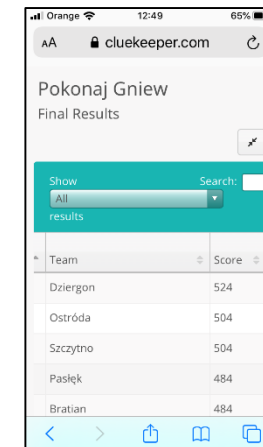 Orange 12:49 65%
AA cluekeeper.com
Pokonaj Gniew
Final Results
Show Search:
All
results
Team Score
Dziergon 524
Ostróda 504
Szczytno 504
Pasłęk 484
Bratian 484